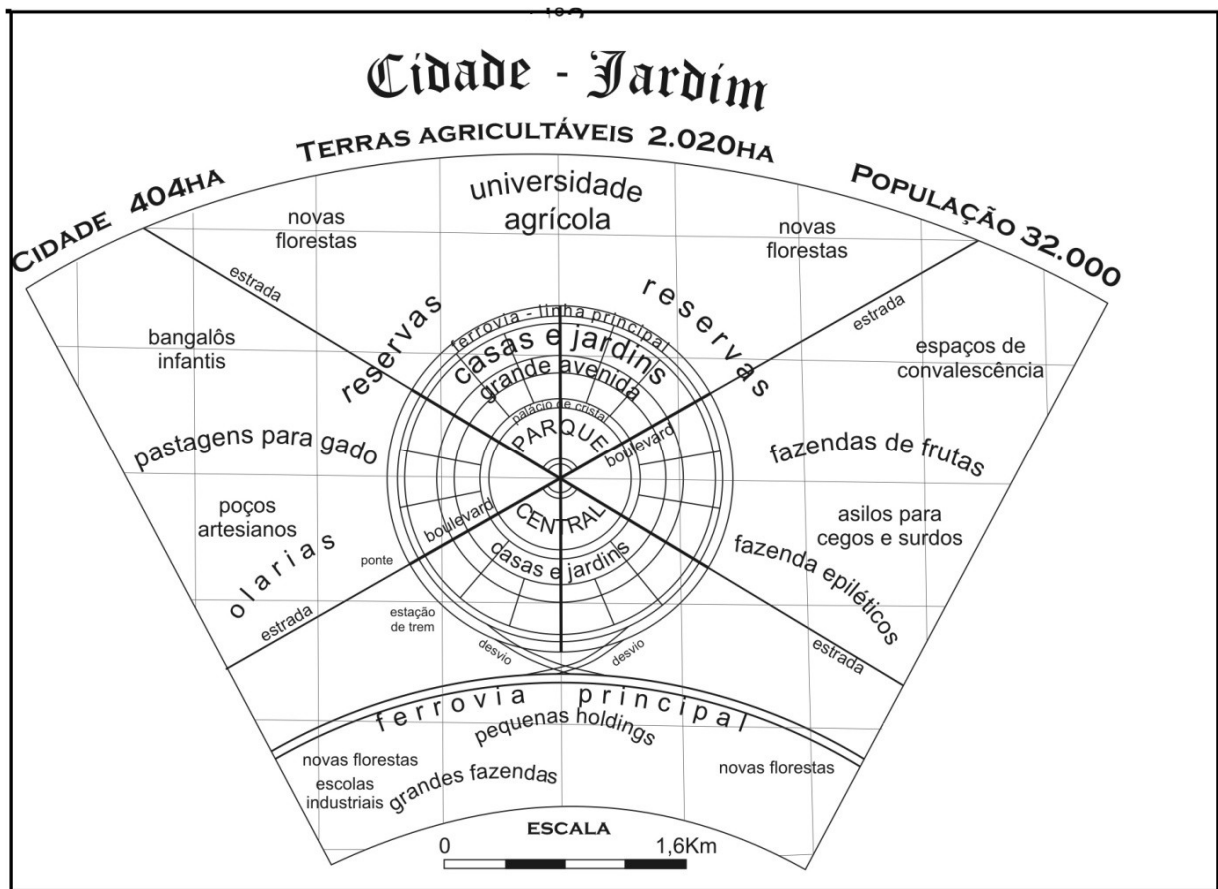 Cidade - Jardim
TERRAS AGRICULTÁVEIS 2.020HA
CIDADE 404HA
POPULAÇÃO 32.000
universidade
agrícola
novas
florestas
novas
florestas
estrada
estrada
reservas
reservas
bangalôs
infantis
espaços de
convalescência
ferrovia - linha principal
casas e jardins
grande avenida
palácio de cristal
PARQUE
boulevard
pastagens para gado
fazendas de frutas
poços
artesianos
boulevard
CENTRAL
asilos para
cegos e surdos
olarias
ponte
casas e jardins
fazenda epiléticos
estrada
estação
de trem
desvio
desvio
estrada
ferrovia principal
pequenas holdings
novas florestas
escolas
industriais
grandes fazendas
novas florestas
ESCALA
0 1,6Km